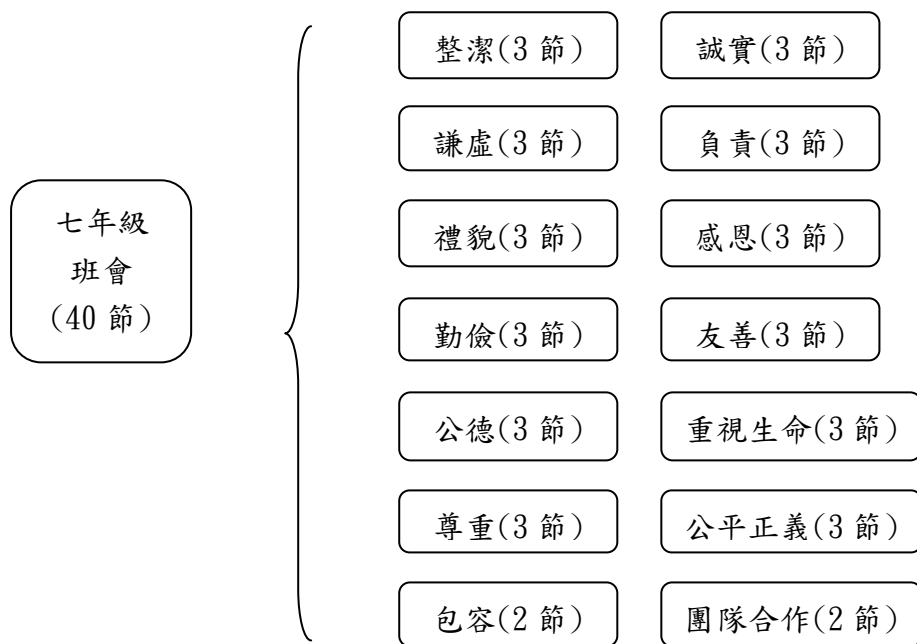 七年級
班會
(40 節)
整潔(3 節)
誠實(3 節)
謙虛(3 節)
負責(3 節)
禮貌(3 節)
感恩(3 節)
勤儉(3 節)
友善(3 節)
公德(3 節)
重視生命(3 節)
尊重(3 節)
公平正義(3 節)
包容(2 節)
團隊合作(2 節)